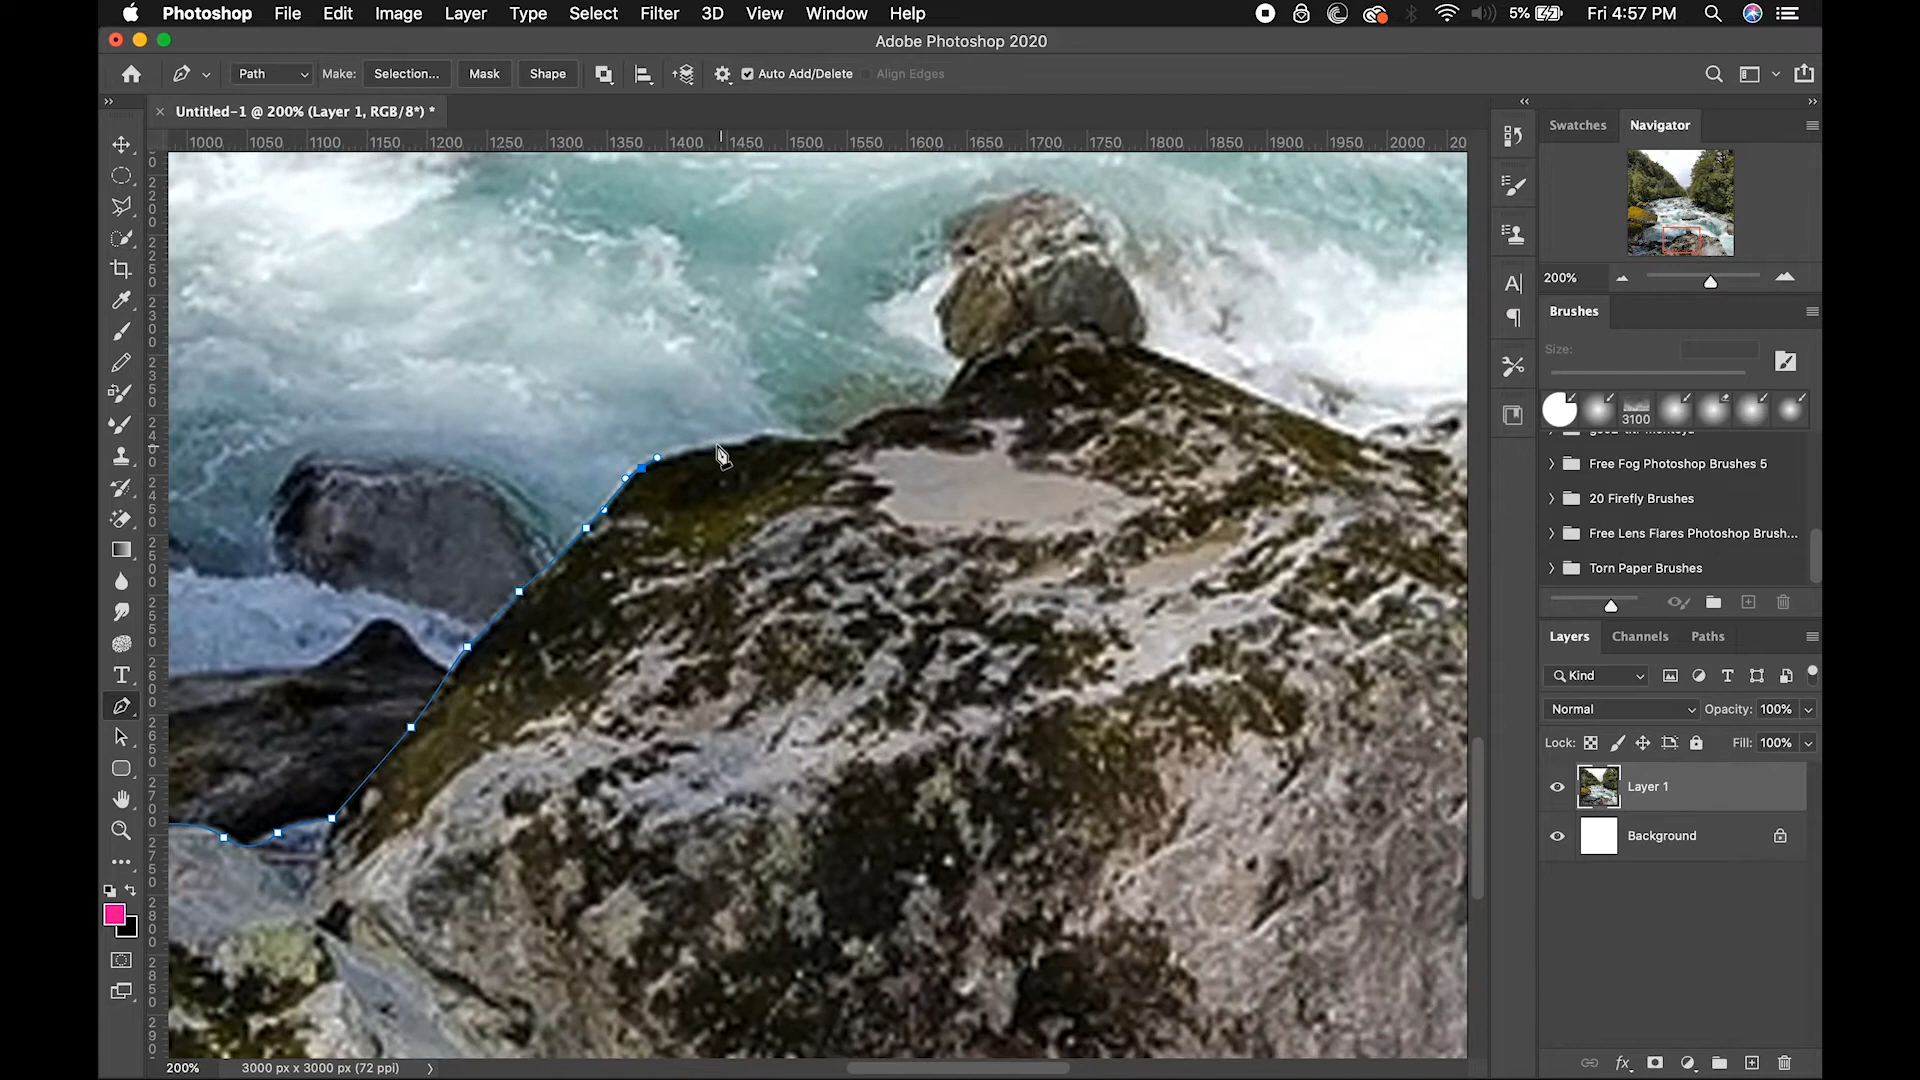 Photoshop File Edit Image Layer Type Select Filter 3D View Window Help 5% Fri 4:57 PM
Adobe Photoshop 2020
Path Make: Selection... Mask Shape Auto Add/Delete Align Edges
Untitled-1 @ 200% (Layer 1, RGB/8*) *
1000 1050 1100 1150 1200 1250 1300 1350 1400 1450 1500 1550 1600 1650 1700 1750 1800 1850 1900 1950 2000 20
Swatches Navigator
200%
Brushes
Size:
3100
Free Fog Photoshop Brushes 5
20 Firefly Brushes
Free Lens Flares Photoshop Brush...
Torn Paper Brushes
Layers Channels Paths
Kind
Normal Opacity: 100%
Lock: Fill: 100%
Layer 1
Background
200% 3000 px x 3000 px (72 ppi)